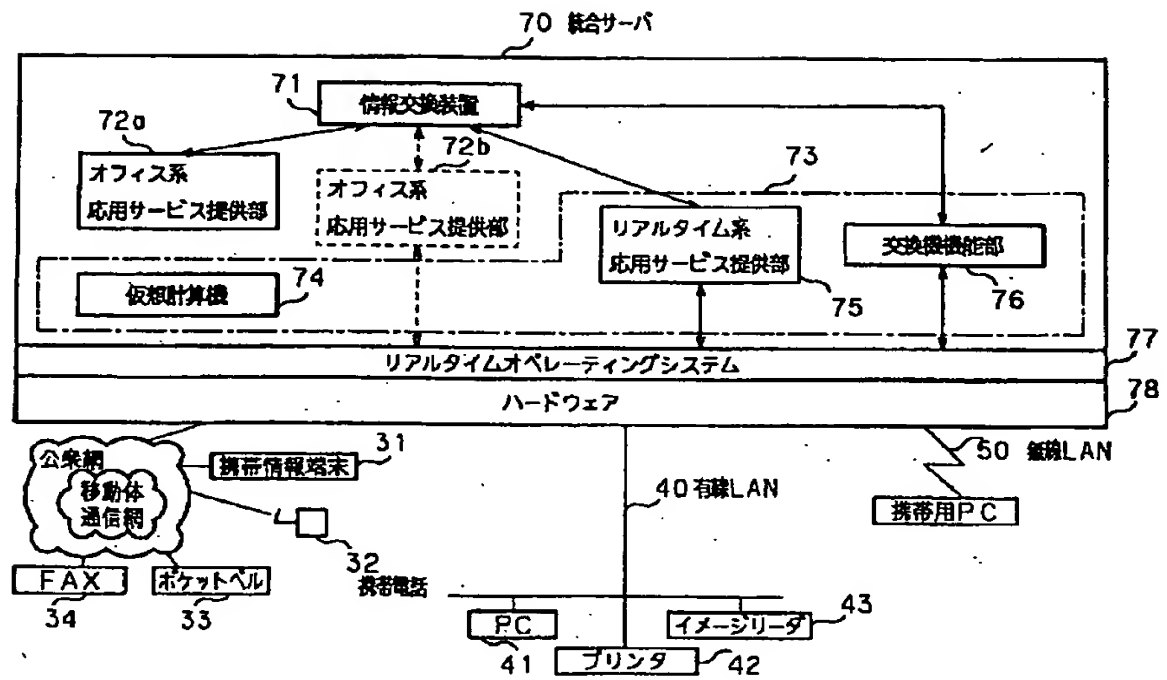 70 統合サーバ
71
情報交換装置
72a
オフィス系
応用サービス提供部
72b
オフィス系
応用サービス提供部
73
リアルタイム系
応用サービス提供部
75
交換機機能部
76
仮想計算機
74
リアルタイムオペレーティングシステム
77
ハードウェア
78
公衆網
移動体
通信網
携帯情報端末
31
32
携帯電話
FAX
34
ポケットベル
33
40 有線LAN
50 無線LAN
携帯用PC
PC
41
プリンタ
42
イメージリーダ
43